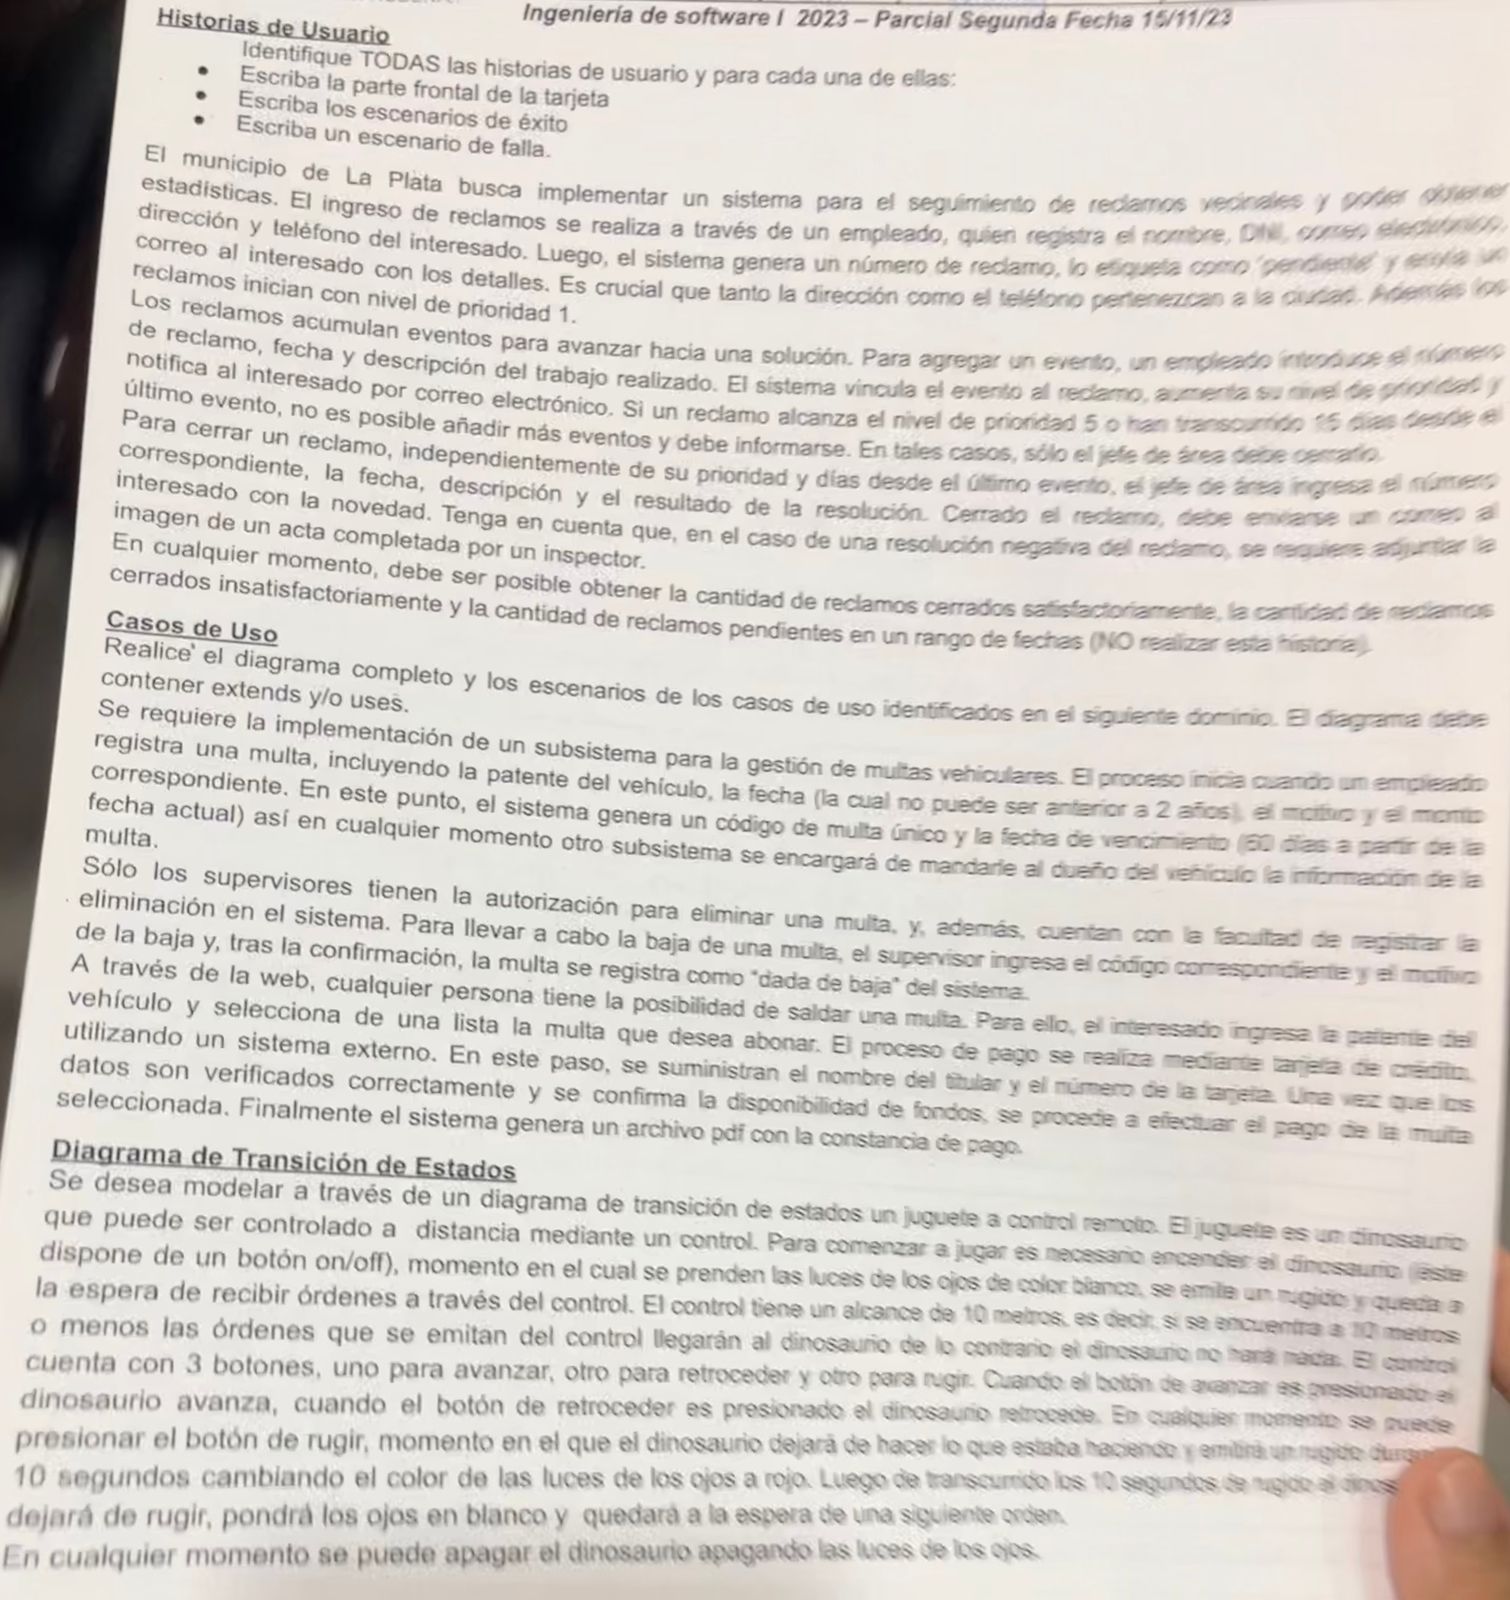 Ingeniería de software I 2023 – Parcial Segunda Fecha 15/11/23
Historias de Usuario
Identifique TODAS las historias de usuario y para cada una de ellas:
• Escriba la parte frontal de la tarjeta
• Escriba los escenarios de éxito
• Escriba un escenario de falla.
El municipio de La Plata busca implementar un sistema para el seguimiento de reclamos vecinales y poder obtener
estadísticas. El ingreso de reclamos se realiza a través de un empleado, quien registra el nombre, DNI, correo electrónico,
dirección y teléfono del interesado. Luego, el sistema genera un número de reclamo, lo etiqueta como 'pendiente' y envía un
correo al interesado con los detalles. Es crucial que tanto la dirección como el teléfono pertenezcan a la ciudad. Además los
reclamos inician con nivel de prioridad 1.
Los reclamos acumulan eventos para avanzar hacia una solución. Para agregar un evento, un empleado introduce el número
de reclamo, fecha y descripción del trabajo realizado. El sistema vincula el evento al reclamo, aumenta su nivel de prioridad y
notifica al interesado por correo electrónico. Si un reclamo alcanza el nivel de prioridad 5 o han transcurrido 15 días desde el
último evento, no es posible añadir más eventos y debe informarse. En tales casos, sólo el jefe de área debe cerrarlo.
Para cerrar un reclamo, independientemente de su prioridad y días desde el último evento, el jefe de área ingresa el número
correspondiente, la fecha, descripción y el resultado de la resolución. Cerrado el reclamo, debe enviarse un correo al
interesado con la novedad. Tenga en cuenta que, en el caso de una resolución negativa del reclamo, se requiere adjuntar la
imagen de un acta completada por un inspector.
En cualquier momento, debe ser posible obtener la cantidad de reclamos cerrados satisfactoriamente, la cantidad de reclamos
cerrados insatisfactoriamente y la cantidad de reclamos pendientes en un rango de fechas (NO realizar esta historia).
Casos de Uso
Realice' el diagrama completo y los escenarios de los casos de uso identificados en el siguiente dominio. El diagrama debe
contener extends y/o uses.
Se requiere la implementación de un subsistema para la gestión de multas vehiculares. El proceso inicia cuando un empleado
registra una multa, incluyendo la patente del vehículo, la fecha (la cual no puede ser anterior a 2 años), el motivo y el monto
correspondiente. En este punto, el sistema genera un código de multa único y la fecha de vencimiento (60 días a partir de la
fecha actual) así en cualquier momento otro subsistema se encargará de mandarle al dueño del vehículo la información de la
multa.
Sólo los supervisores tienen la autorización para eliminar una multa, y, además, cuentan con la facultad de registrar la
eliminación en el sistema. Para llevar a cabo la baja de una multa, el supervisor ingresa el código correspondiente y el motivo
de la baja y, tras la confirmación, la multa se registra como "dada de baja" del sistema.
A través de la web, cualquier persona tiene la posibilidad de saldar una multa. Para ello, el interesado ingresa la patente del
vehículo y selecciona de una lista la multa que desea abonar. El proceso de pago se realiza mediante tarjeta de crédito,
utilizando un sistema externo. En este paso, se suministran el nombre del titular y el número de la tarjeta. Una vez que los
datos son verificados correctamente y se confirma la disponibilidad de fondos, se procede a efectuar el pago de la multa
seleccionada. Finalmente el sistema genera un archivo pdf con la constancia de pago.
Diagrama de Transición de Estados
Se desea modelar a través de un diagrama de transición de estados un juguete a control remoto. El juguete es un dinosaurio
que puede ser controlado a distancia mediante un control. Para comenzar a jugar es necesario encender el dinosaurio (este
dispone de un botón on/off), momento en el cual se prenden las luces de los ojos de color blanco, se emite un rugido y queda a
la espera de recibir órdenes a través del control. El control tiene un alcance de 10 metros, es decir, si se encuentra a 10 metros
o menos las órdenes que se emitan del control llegarán al dinosaurio de lo contrario el dinosaurio no hará nada. El control
cuenta con 3 botones, uno para avanzar, otro para retroceder y otro para rugir. Cuando el botón de avanzar es presionado el
dinosaurio avanza, cuando el botón de retroceder es presionado el dinosaurio retrocede. En cualquier momento se puede
presionar el botón de rugir, momento en el que el dinosaurio dejará de hacer lo que estaba haciendo y emitirá un rugido
10 segundos cambiando el color de las luces de los ojos a rojo. Luego de transcurrido los 10 segundos de rugido el dinos
dejará de rugir, pondrá los ojos en blanco y quedará a la espera de una siguiente orden.
En cualquier momento se puede apagar el dinosaurio apagando las luces de los ojos.